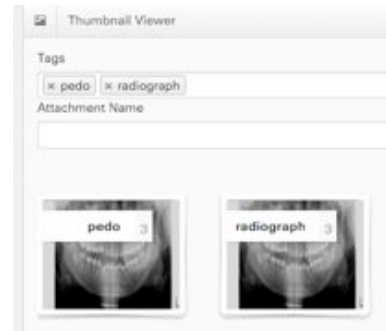 Thumbnail Viewer
Tags
× pedo × radiograph
Attachment Name
pedo 3
radiograph 3